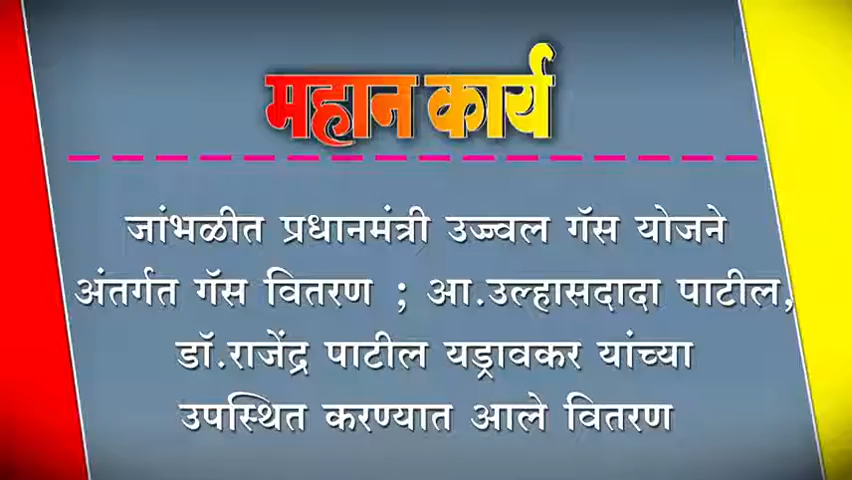 महान कार्य
जांभळीत प्रधानमंत्री उज्वल गॅस योजने
अंतर्गत गॅस वितरण ; आ.उल्हासदादा पाटील,
डॉ.राजेंद्र पाटील यड्रावकर यांच्या
उपस्थित करण्यात आले वितरण